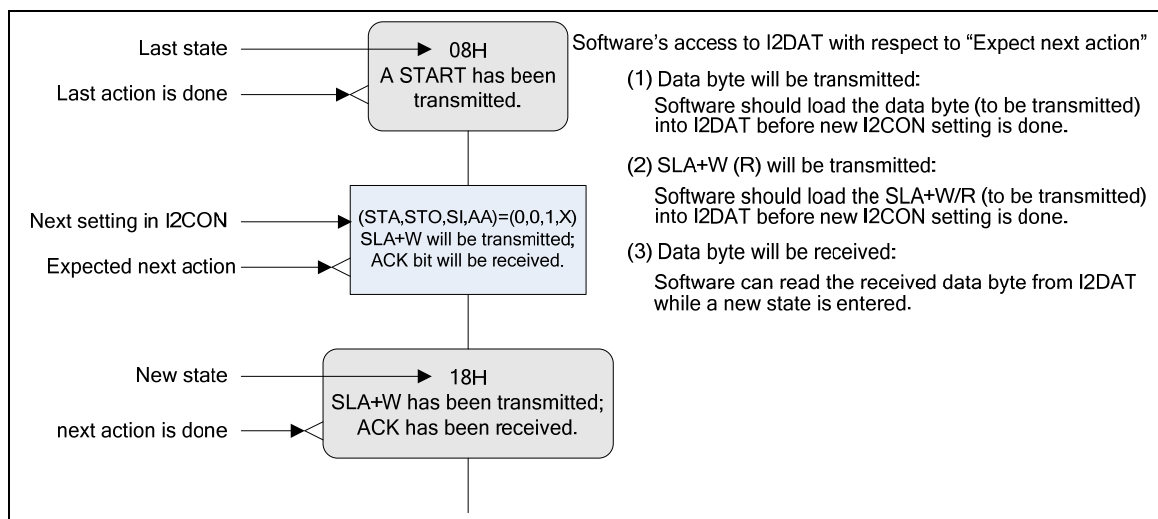 Last state
08H
Last action is done
A START has been
transmitted.
Next setting in I2CON
(STA,STO,SI,AA)=(0,0,1,X)
SLA+W will be transmitted;
Expected next action
ACK bit will be received.
New state
18H
SLA+W has been transmitted;
next action is done
ACK has been received.
Software's access to I2DAT with respect to “Expect next action”
(1) Data byte will be transmitted:
Software should load the data byte (to be transmitted)
into I2DAT before new I2CON setting is done.
(2) SLA+W (R) will be transmitted:
Software should load the SLA+W/R (to be transmitted)
into I2DAT before new I2CON setting is done.
(3) Data byte will be received:
Software can read the received data byte from I2DAT
while a new state is entered.